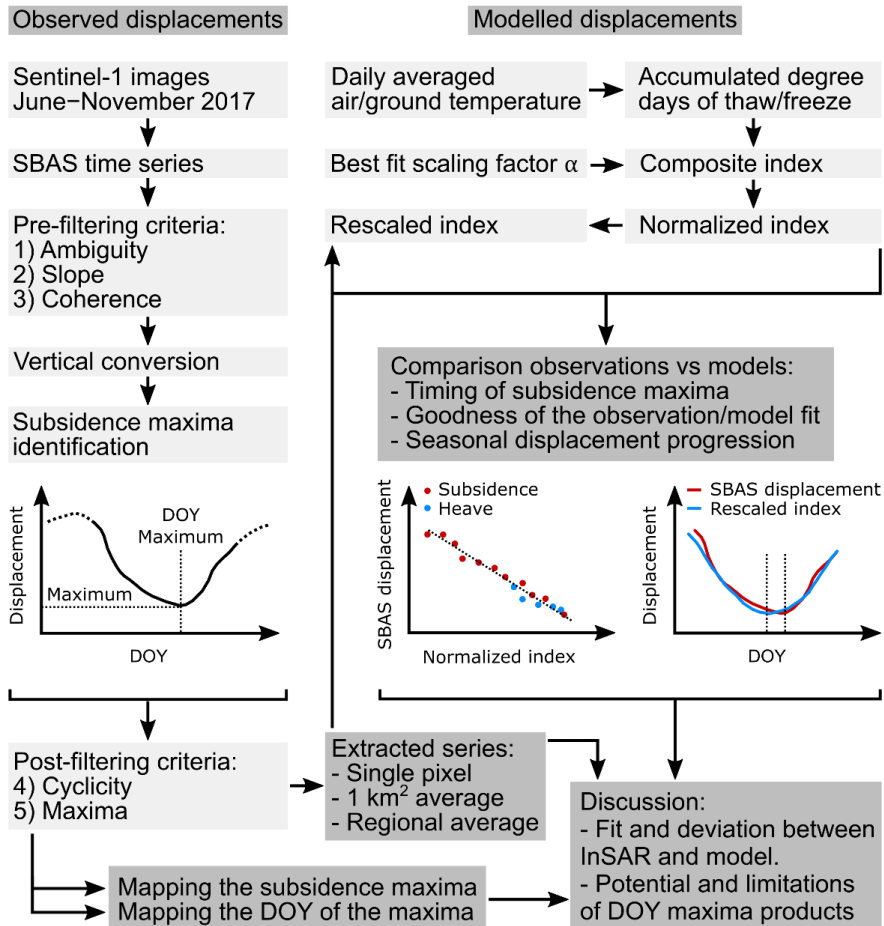 Observed displacements
Sentinel-1 images
June−November 2017
SBAS time series
Pre-filtering criteria:
1) Ambiguity
2) Slope
3) Coherence
Vertical conversion
Subsidence maxima
identification
Displacement
DOY
Maximum
Maximum
DOY
Post-filtering criteria:
4) Cyclicity
5) Maxima
Mapping the subsidence maxima
Mapping the DOY of the maxima
Modelled displacements
Daily averaged
air/ground temperature
Accumulated degree
days of thaw/freeze
Best fit scaling factor α
Composite index
Rescaled index
Normalized index
Comparison observations vs models:
- Timing of subsidence maxima
- Goodness of the observation/model fit
- Seasonal displacement progression
SBAS displacement
Subsidence
Heave
Normalized index
Displacement
SBAS displacement
Rescaled index
DOY
Extracted series:
- Single pixel
- 1 km² average
- Regional average
Discussion:
- Fit and deviation between
InSAR and model.
- Potential and limitations
of DOY maxima products